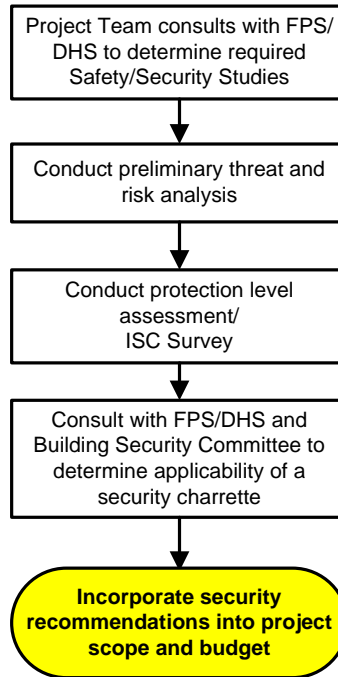 Project Team consults with FPS/
DHS to determine required
Safety/Security Studies
Conduct preliminary threat and
risk analysis
Conduct protection level
assessment/
ISC Survey
Consult with FPS/DHS and
Building Security Committee to
determine applicability of a
security charrette
Incorporate security
recommendations into project
scope and budget